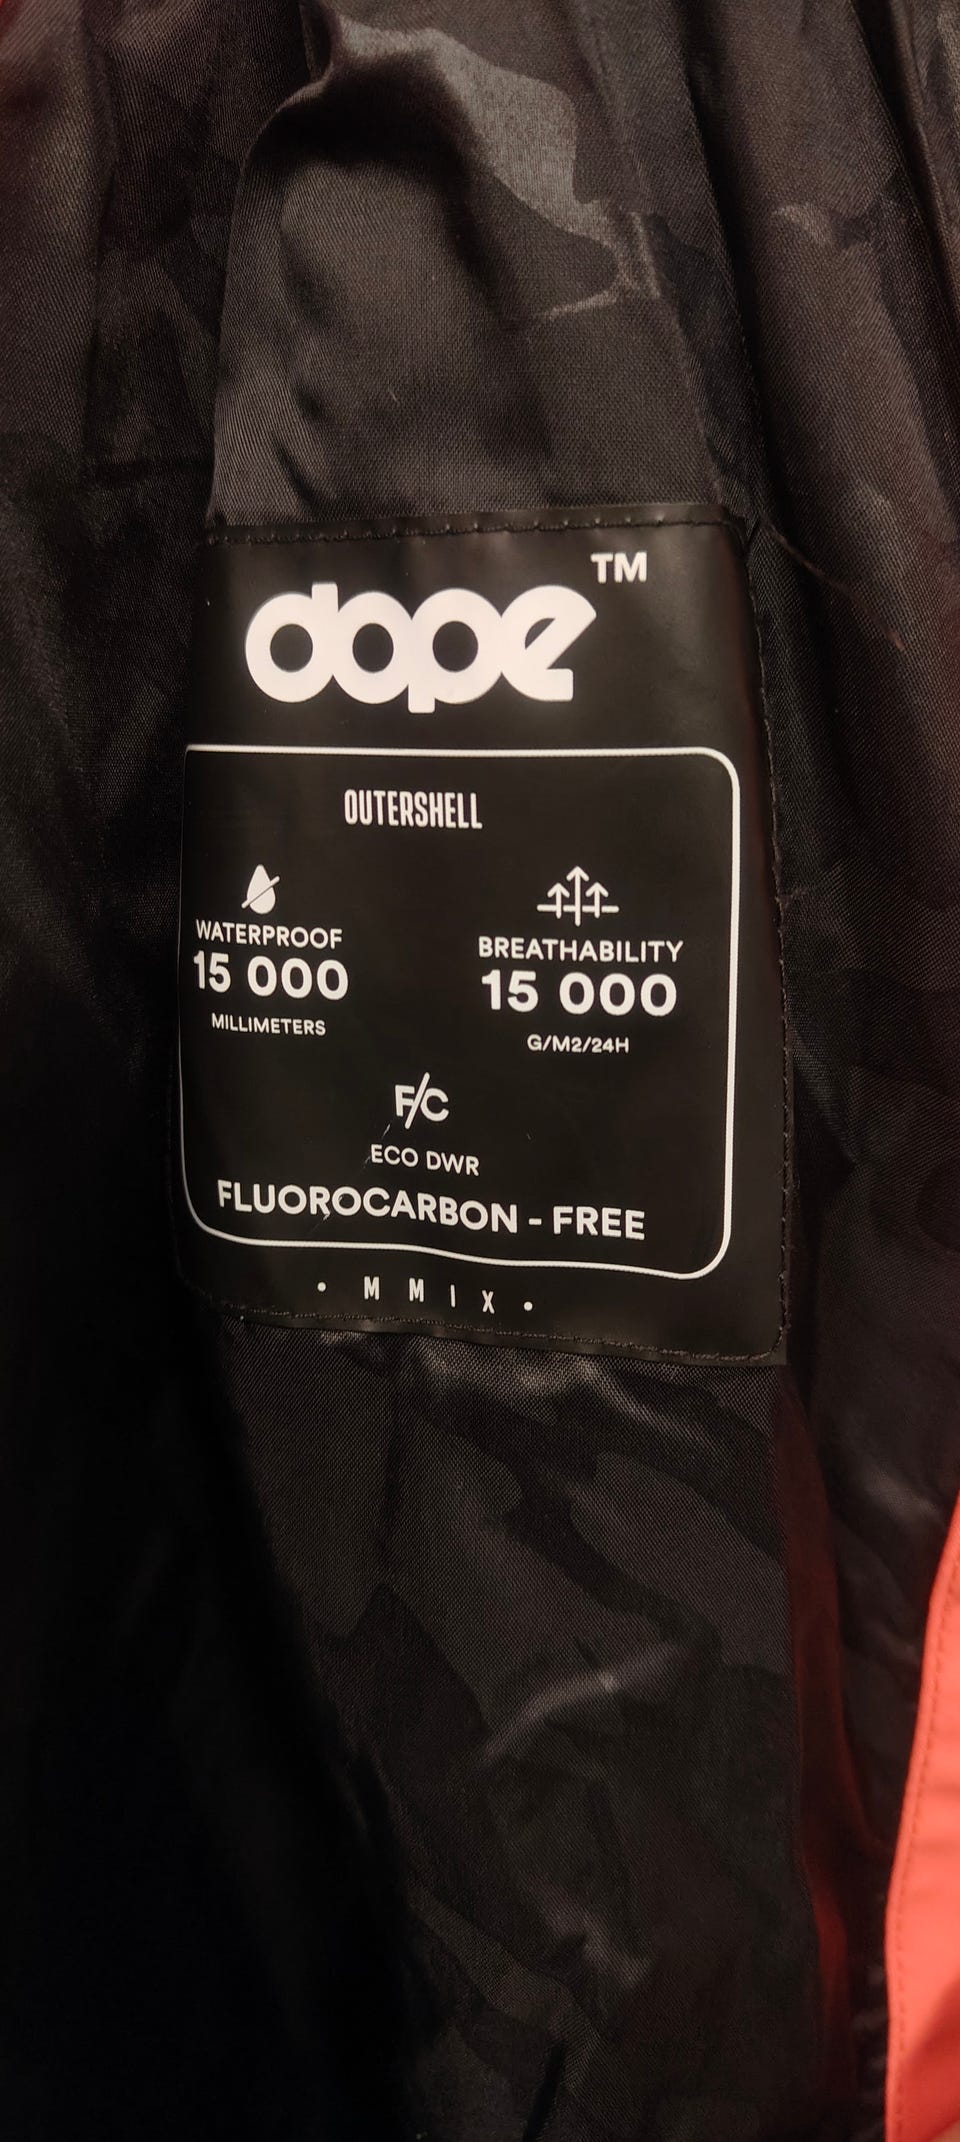 dope™
OUTERSHELL
WATERPROOF
15 000
MILLIMETERS
BREATHABILITY
15 000
G/M2/24H
F/C
ECO DWR
FLUOROCARBON - FREE
• M M I X •